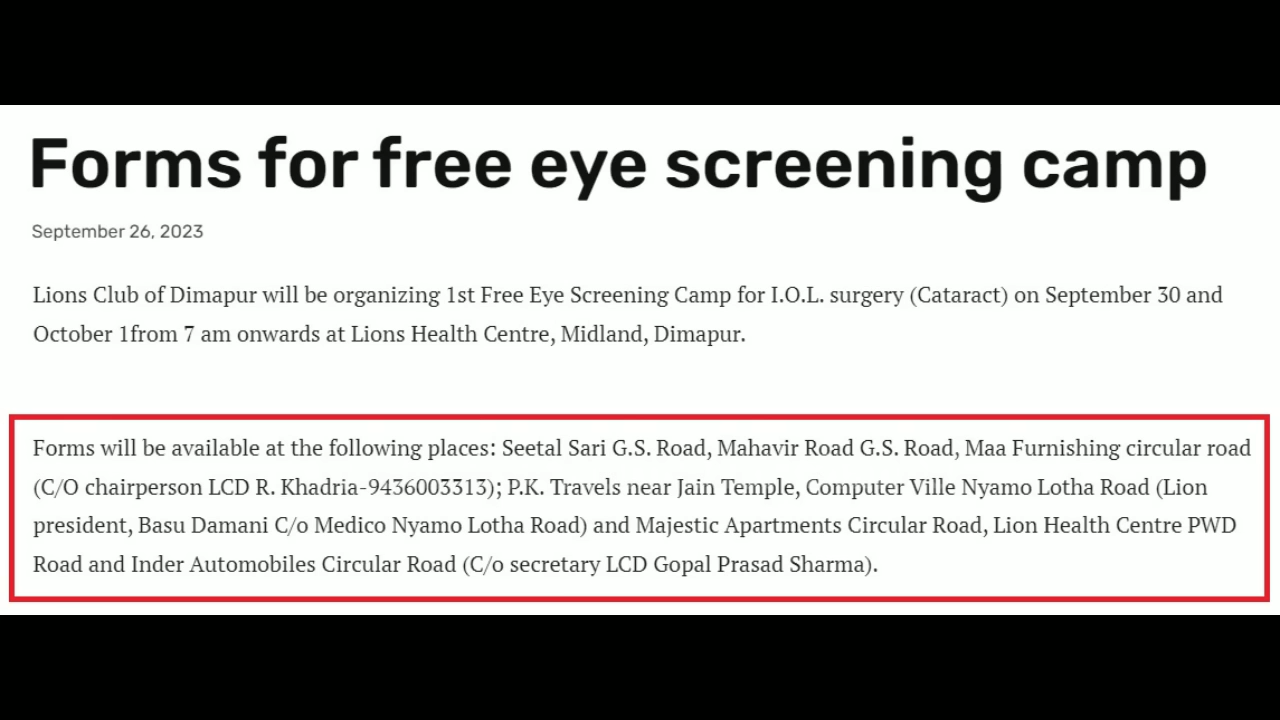 Forms for free eye screening camp
September 26, 2023
Lions Club of Dimapur will be organizing 1st Free Eye Screening Camp for I.O.L. surgery (Cataract) on September 30 and
October 1from 7 am onwards at Lions Health Centre, Midland, Dimapur.
Forms will be available at the following places: Seetal Sari G.S. Road, Mahavir Road G.S. Road, Maa Furnishing circular road
(C/O chairperson LCD R. Khadria-9436003313); P.K. Travels near Jain Temple, Computer Ville Nyamo Lotha Road (Lion
president, Basu Damani C/o Medico Nyamo Lotha Road) and Majestic Apartments Circular Road, Lion Health Centre PWD
Road and Inder Automobiles Circular Road (C/o secretary LCD Gopal Prasad Sharma).